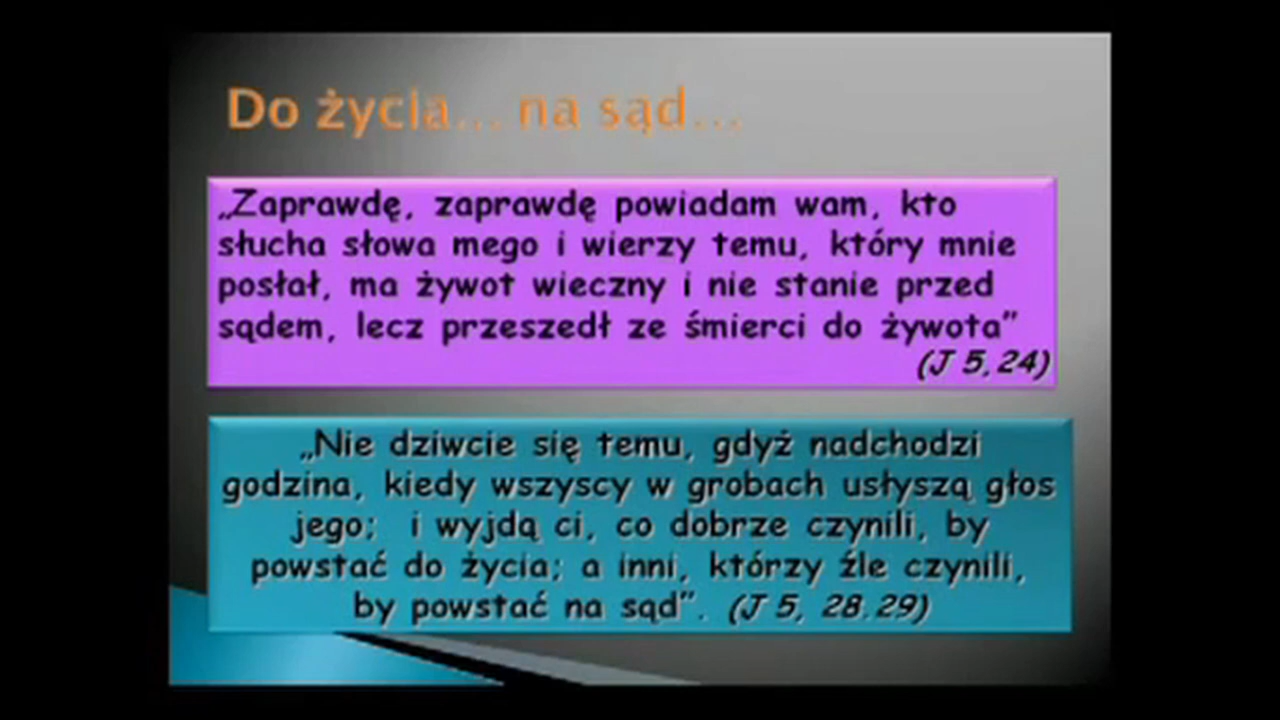 Do życia... na sąd...
„Zaprawdę, zaprawdę powiadam wam, kto
słucha słowa mego i wierzy temu, który mnie
posłał, ma żywot wieczny i nie stanie przed
sądem, lecz przeszedł ze śmierci do żywota”
(J 5,24)
„Nie dziwcie się temu, gdyż nadchodzi
godzina, kiedy wszyscy w grobach usłyszą głos
jego; i wyjdą ci, co dobrze czynili, by
powstać do życia; a inni, którzy źle czynili,
by powstać na sąd”. (J 5, 28.29)